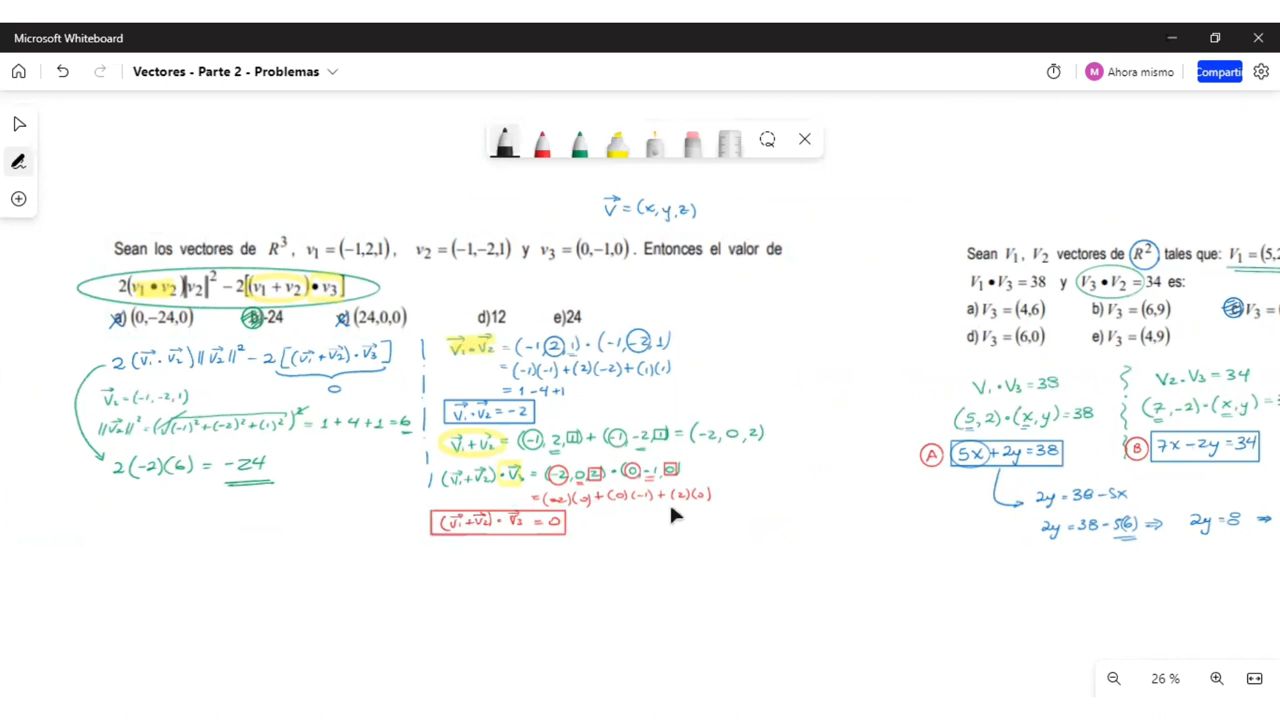 Microsoft Whiteboard
Vectores - Parte 2 - Problemas
M Ahora mismo Comparti
V⃗ = (x,y,z)
Sean los vectores de R³, v₁ = (−1,2,1), v₂ = (−1,−2,1) y v₃ = (0,−1,0). Entonces el valor de
2(v₁ • v₂)|v₂|² − 2[(v₁ + v₂) • v₃]
a) (0,−24,0) b) -24 c) (24,0,0) d) 12 e) 24
2(V₁⃗ · V₂⃗)||V₂⃗||² − 2[(V₁⃗+V₂⃗)·V₃⃗]
0
V₂⃗ = (-1,-2,1)
||V₂⃗||² = (√(-1)²+(-2)²+(1)²)² = 1+4+1 = 6
2(-2)(6) = -24
V₁⃗ · V₂⃗ = (-1,2,1) · (-1,-2,1)
= (-1)(-1)+(2)(-2)+(1)(1)
= 1-4+1
V₁⃗ · V₂⃗ = -2
V₁⃗+V₂⃗ = (-1,2,1)+(-1,-2,1) = (-2,0,2)
(V₁⃗+V₂⃗)·V₃⃗ = (-2,0,2)·(0,-1,0)
=(-2)(0)+(0)(-1)+(2)(0)
(V₁⃗+V₂⃗)·V₃⃗ = 0
Sean V₁, V₂ vectores de R² tales que: V₁ = (5,2
V₁ • V₃ = 38 y V₃ • V₂ = 34 es:
a) V₃ = (4,6) b) V₃ = (6,9) c) V₃ =
d) V₃ = (6,0) e) V₃ = (4,9)
V₁·V₃ = 38
(5,2)·(x,y) = 38
A 5x+2y=38
2y = 38-5x
2y = 38-5(6) ⇒ 2y = 8 ⇒
V₂·V₃ = 34
(7,-2)·(x,y) = 3
B 7x-2y=34
26 %